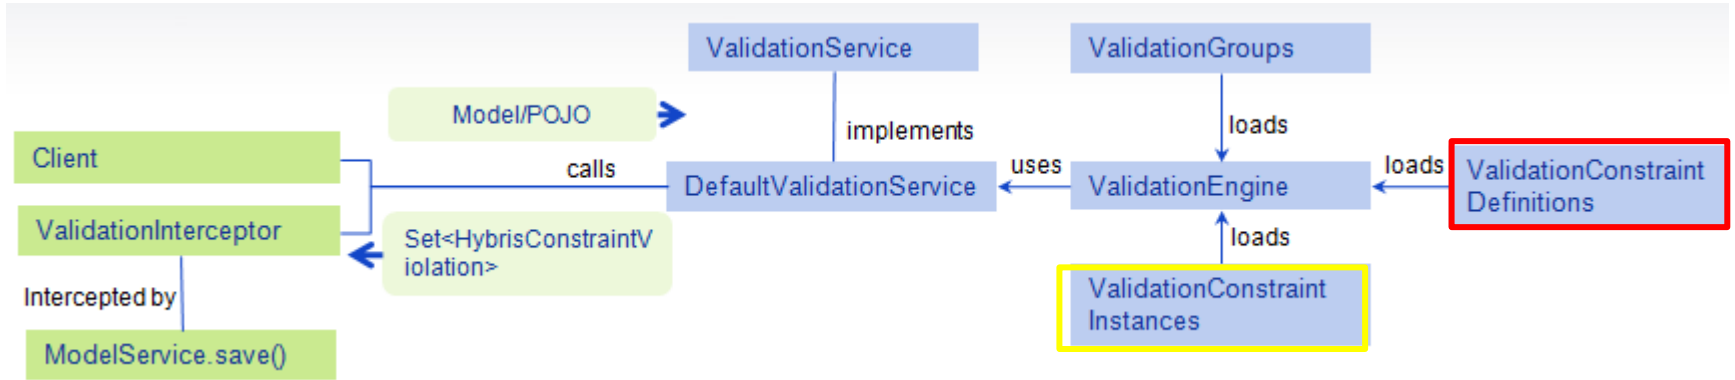 ValidationService
ValidationGroups
Model/POJO
implements
loads
Client
calls
DefaultValidationService
uses
ValidationEngine
loads
ValidationConstraint
Definitions
ValidationInterceptor
Set<HybrisConstraintV
iolation>
loads
Intercepted by
ValidationConstraint
Instances
ModelService.save()